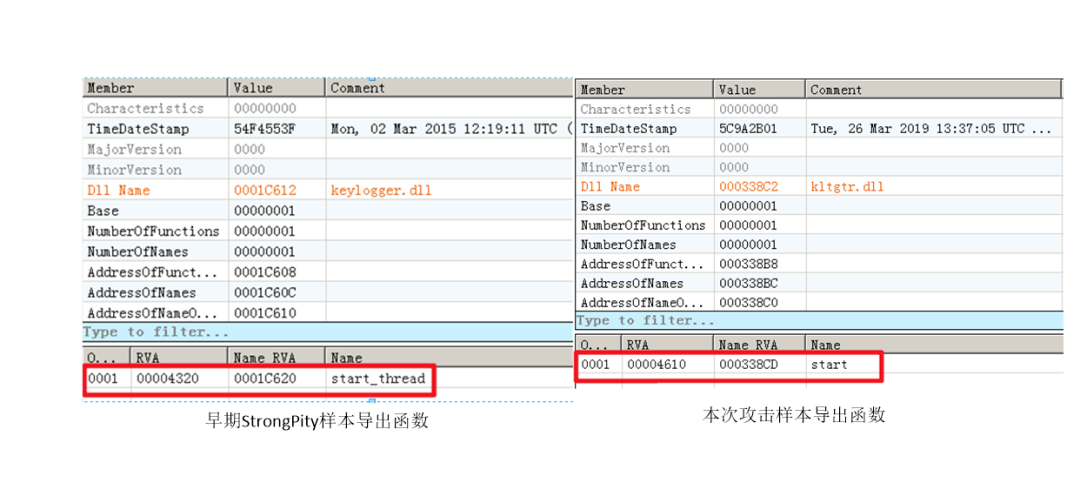 Member Value Comment
Characteristics 00000000
TimeDateStamp 54F4553F Mon, 02 Mar 2015 12:19:11 UTC (
MajorVersion 0000
MinorVersion 0000
Dll Name 0001C612 keylogger.dll
Base 00000001
NumberOfFunctions 00000001
NumberOfNames 00000001
AddressOfFunct... 0001C608
AddressOfNames 0001C60C
AddressOfNameO... 0001C610
Type to filter...
O... RVA Name RVA Name
0001 00004320 0001C620 start_thread
早期StrongPity样本导出函数
Member Value Comment
Characteristics 00000000
TimeDateStamp 5C9A2B01 Tue, 26 Mar 2019 13:37:05 UTC ...
MajorVersion 0000
MinorVersion 0000
Dll Name 000338C2 kltgtr.dll
Base 00000001
NumberOfFunctions 00000001
NumberOfNames 00000001
AddressOfFunct... 000338B8
AddressOfNames 000338BC
AddressOfNameO... 000338C0
Type to filter...
O... RVA Name RVA Name
0001 00004610 000338CD start
本次攻击样本导出函数